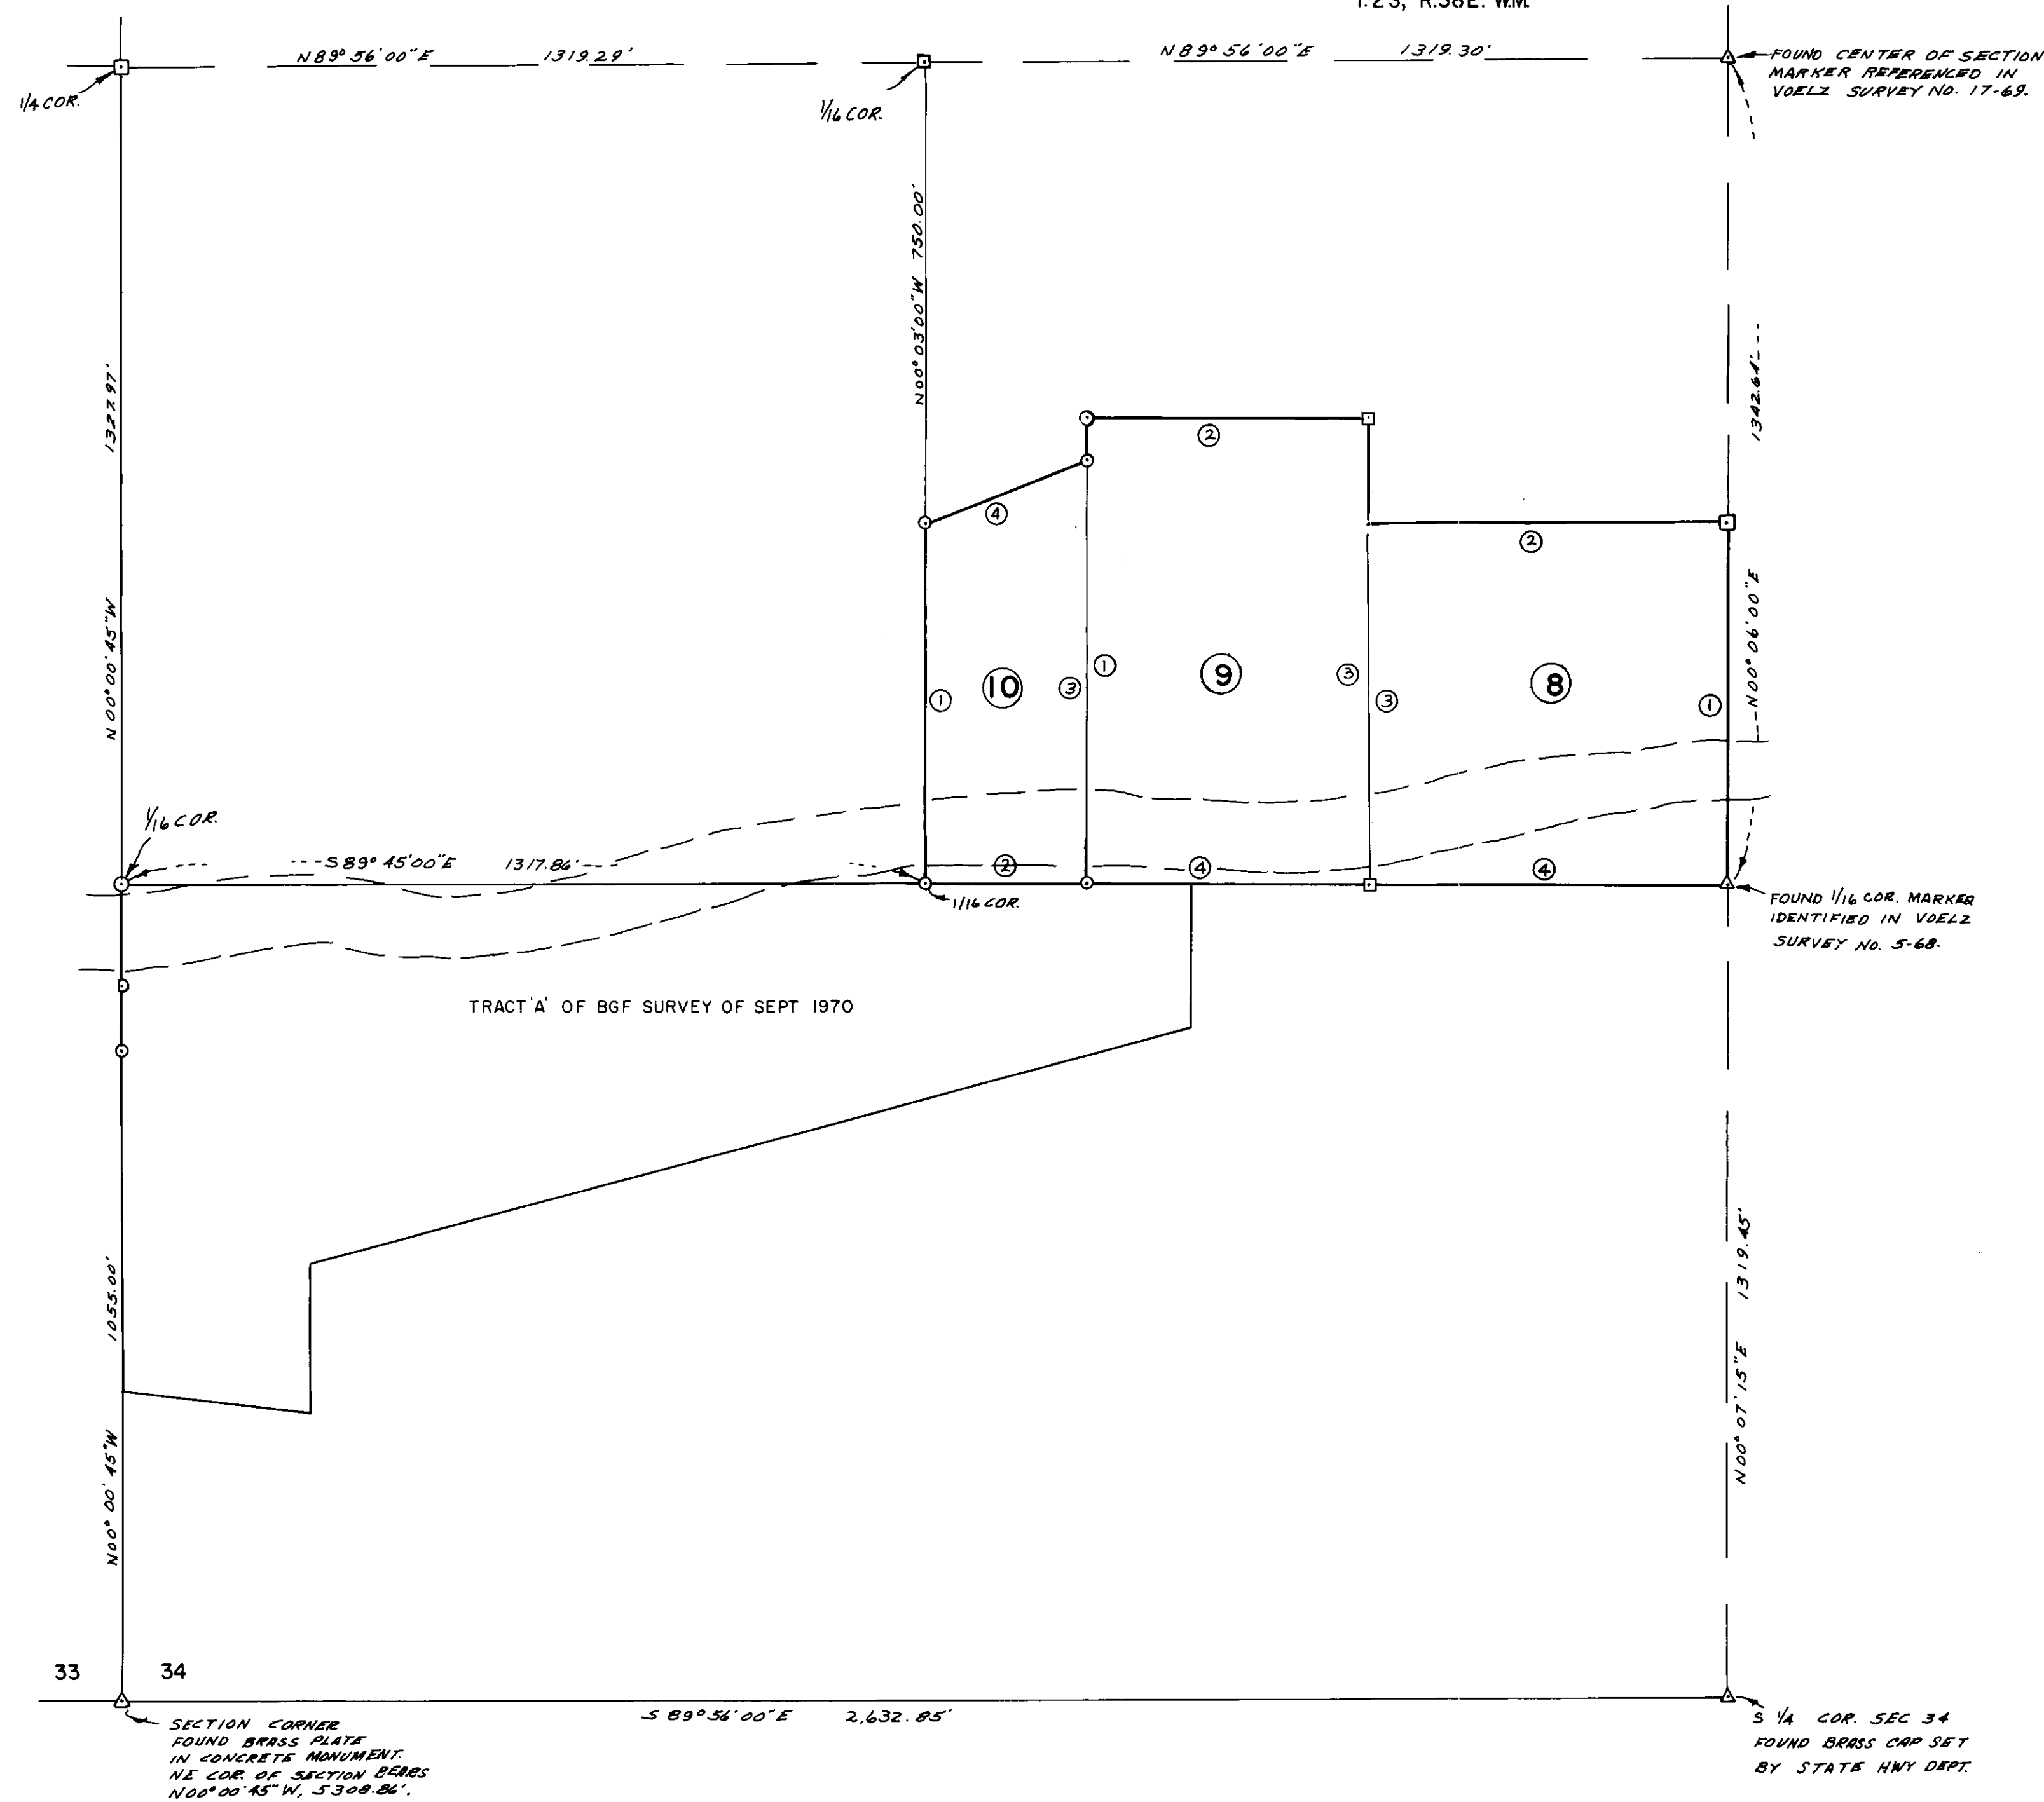 T.2S, R.38E. W.M.
N 89° 56' 00" E 1319.29'
N 89° 56' 00" E 1319.30'
FOUND CENTER OF SECTION
MARKER REFERENCED IN
VOELZ SURVEY NO. 17-69.
1/4 COR.
1/16 COR.
N 00° 03' 00" W 750.00'
1327.97'
N 00° 00' 45" W
1342.64'
N 00° 06' 00" E
2
4
2
10
9
8
1
3
1
3
3
1
1/16 COR.
S 89° 45' 00" E 1317.86'
2
4
4
1/16 COR.
FOUND 1/16 COR. MARKER
IDENTIFIED IN VOELZ
SURVEY NO. 5-68.
TRACT 'A' OF BGF SURVEY OF SEPT 1970
1055.00'
N 00° 00' 45" W
1319.45'
N 00° 07' 15" E
33 34
S 89° 56' 00" E 2,632.85'
SECTION CORNER
FOUND BRASS PLATE
IN CONCRETE MONUMENT.
NE COR. OF SECTION BEARS
N 00° 00' 45" W, 5308.86'.
S 1/4 COR. SEC 34
FOUND BRASS CAP SET
BY STATE HWY DEPT.